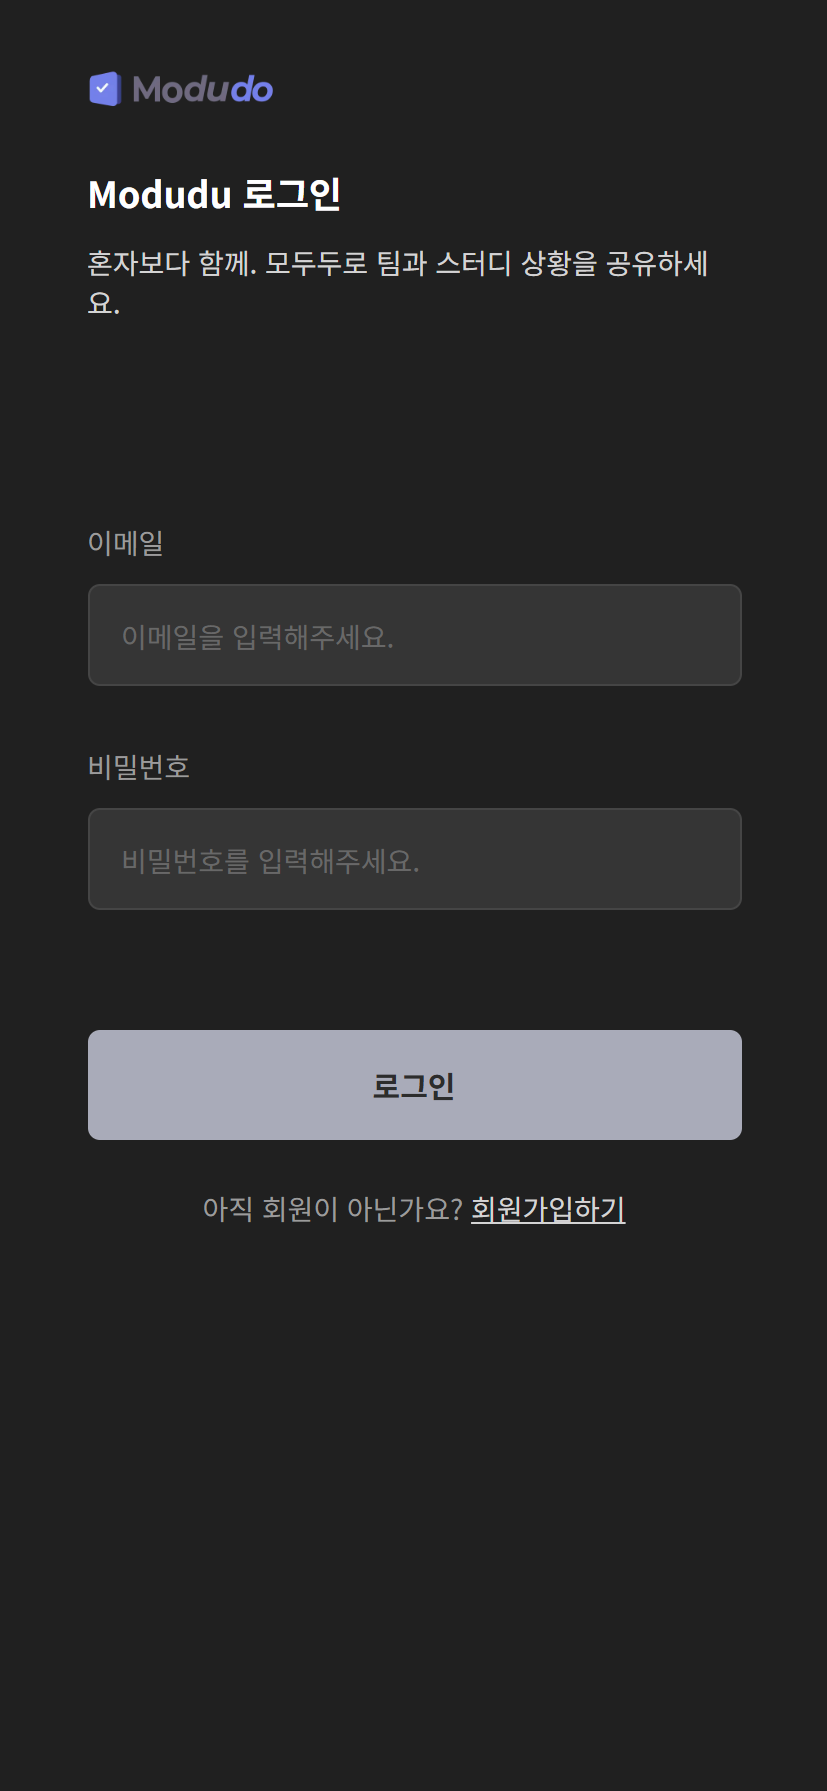 Modudo
Modudu 로그인
혼자보다 함께. 모두두로 팀과 스터디 상황을 공유하세
요.
이메일
이메일을 입력해주세요.
비밀번호
비밀번호를 입력해주세요.
로그인
아직 회원이 아닌가요? 회원가입하기